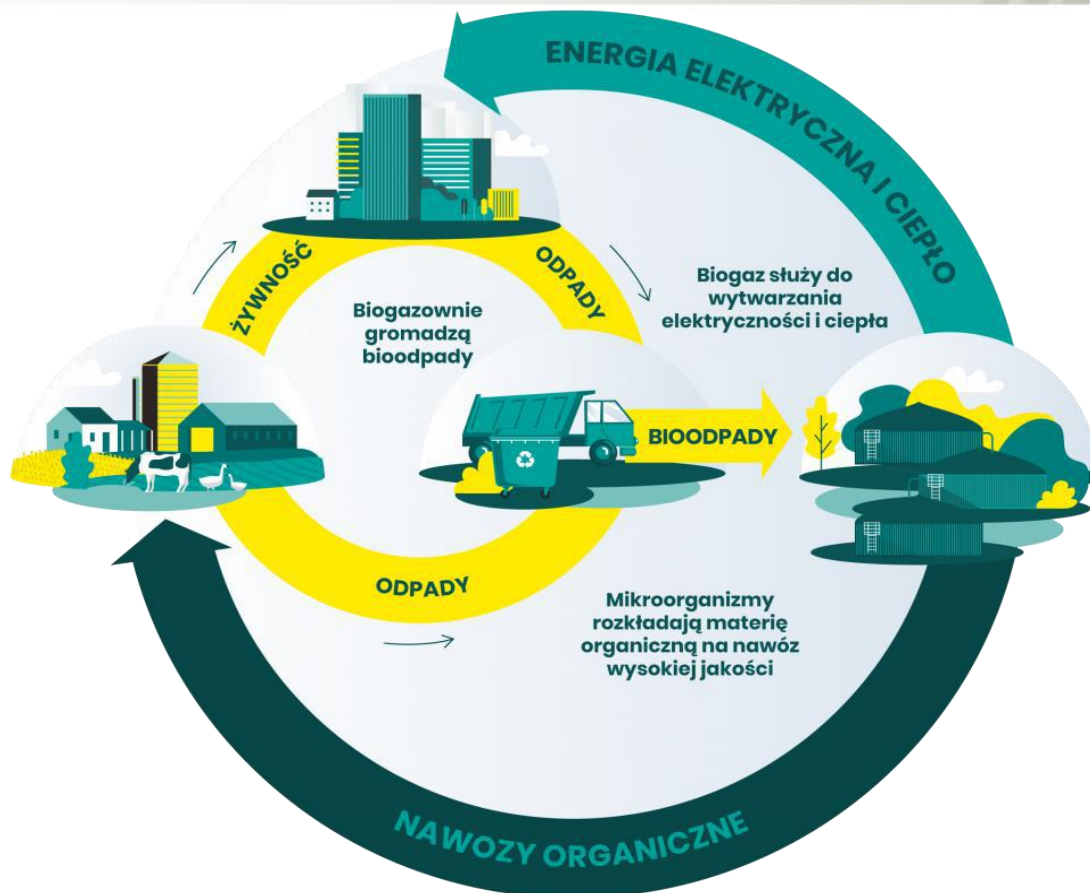 ENERGIA ELEKTRYCZNA I CIEPŁO
ŻYWNOŚĆ
ODPADY
Biogazownie
gromadzą
bioodpady
Biogaz służy do
wytwarzania
elektryczności i ciepła
BIOODPADY
ODPADY
Mikroorganizmy
rozkładają materię
organiczną na nawóz
wysokiej jakości
NAWOZY ORGANICZNE